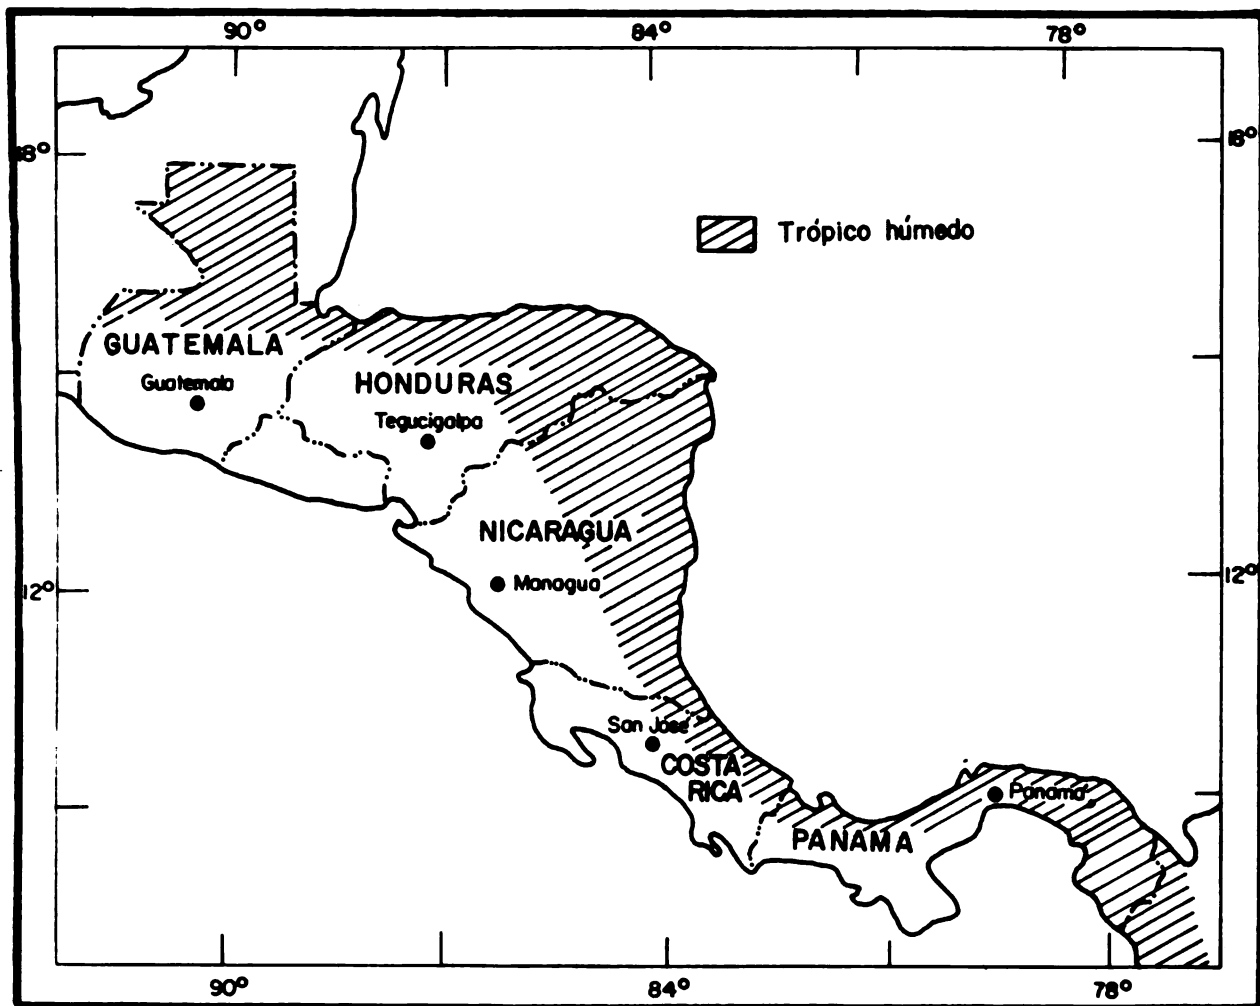 90° 84° 78°
18° 18°
Trópico húmedo
GUATEMALA
Guatemala
HONDURAS
Tegucigalpa
NICARAGUA
Managua
12° 12°
San José
COSTA
RICA
Panamá
PANAMA
90° 84° 78°